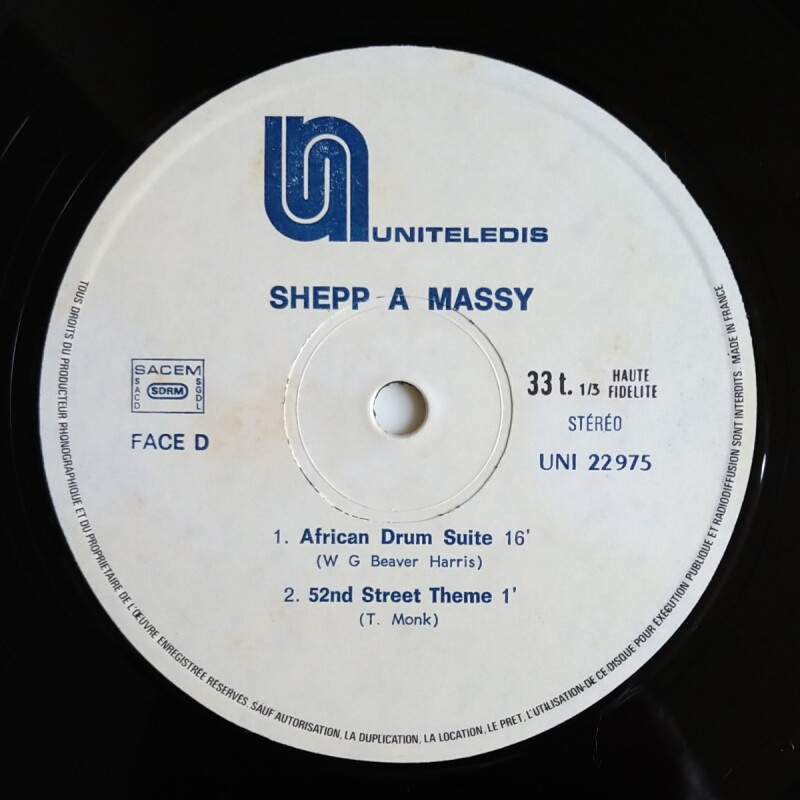 UNITELEDIS
SHEPP A MASSY
SACEM
SACD
SDRM
SGDL
FACE D
33 t. 1/3 HAUTE FIDELITE
STÉRÉO
UNI 22975
1. African Drum Suite 16'
(W G Beaver Harris)
2. 52nd Street Theme 1'
(T. Monk)
TOUS DROITS DU PRODUCTEUR PHONOGRAPHIQUE ET DU PROPRIETAIRE DE L'ŒUVRE ENREGISTRÉE RÉSERVÉS. SAUF AUTORISATION, LA DUPLICATION, LA LOCATION, LE PRET, L'UTILISATION-DE CE DISQUE POUR EXÉCUTION PUBLIQUE ET RADIODIFFUSION SONT INTERDITS. MADE IN FRANCE